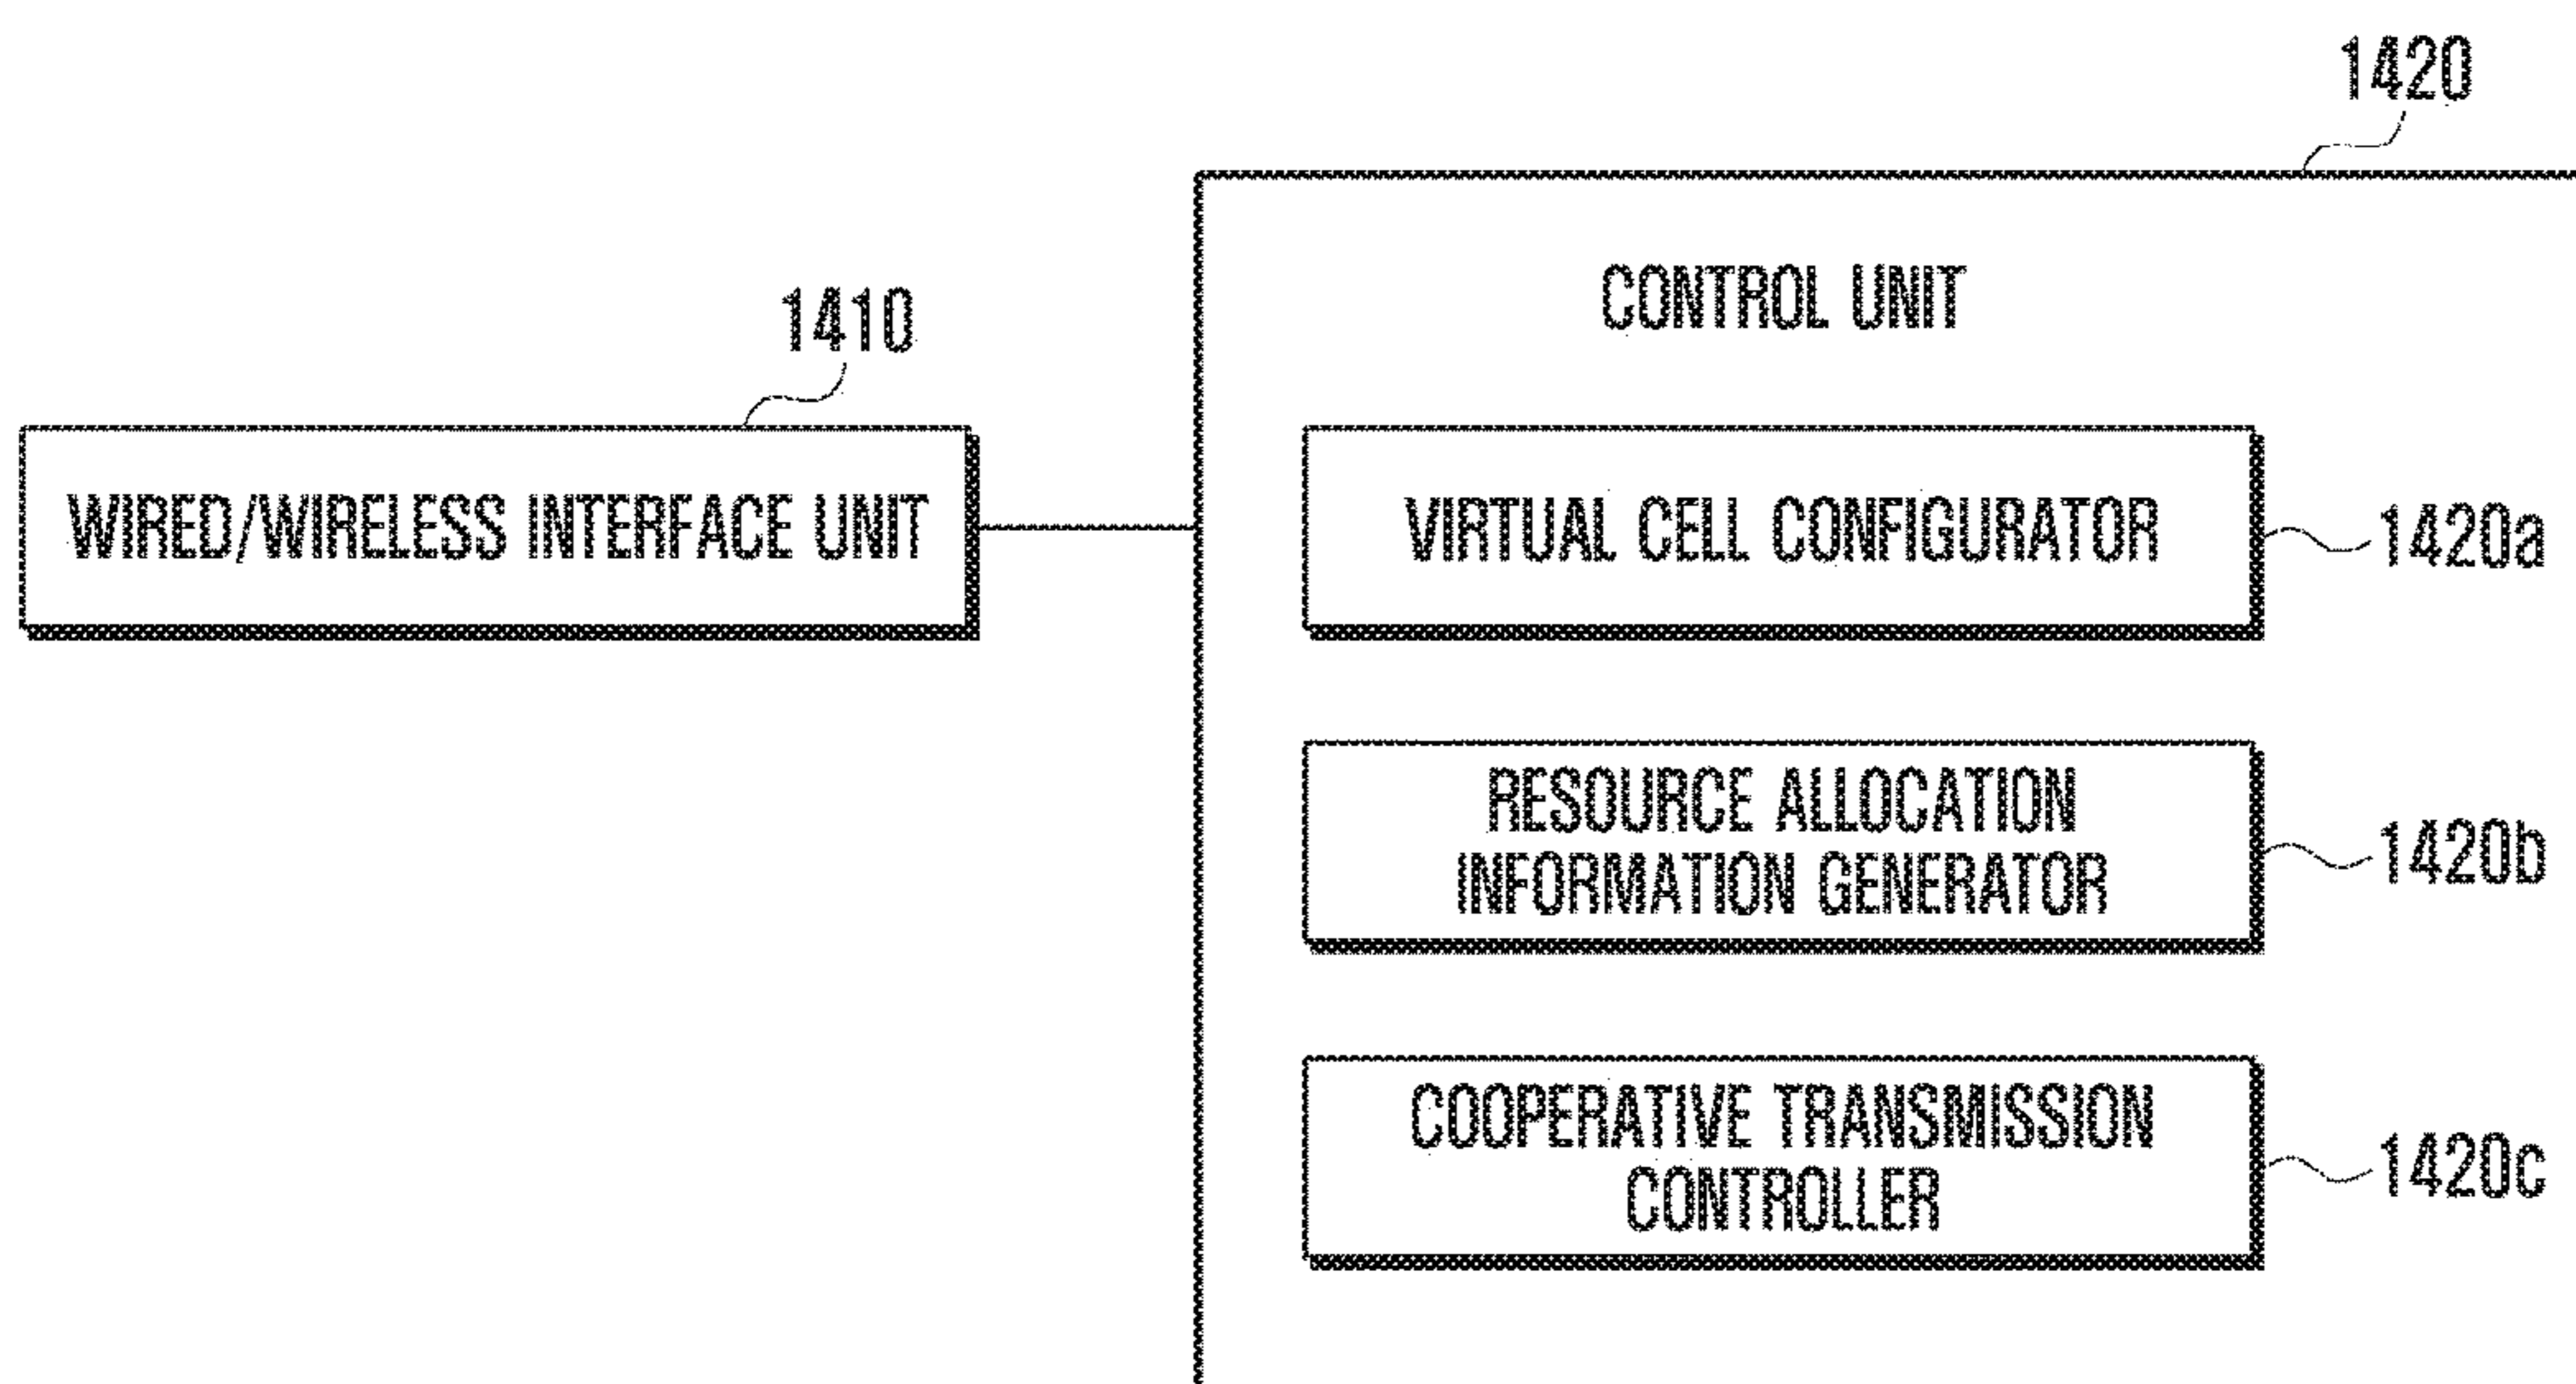 1420
CONTROL UNIT
1410
WIRED/WIRELESS INTERFACE UNIT
VIRTUAL CELL CONFIGURATOR
1420a
RESOURCE ALLOCATION
INFORMATION GENERATOR
1420b
COOPERATIVE TRANSMISSION
CONTROLLER
1420c